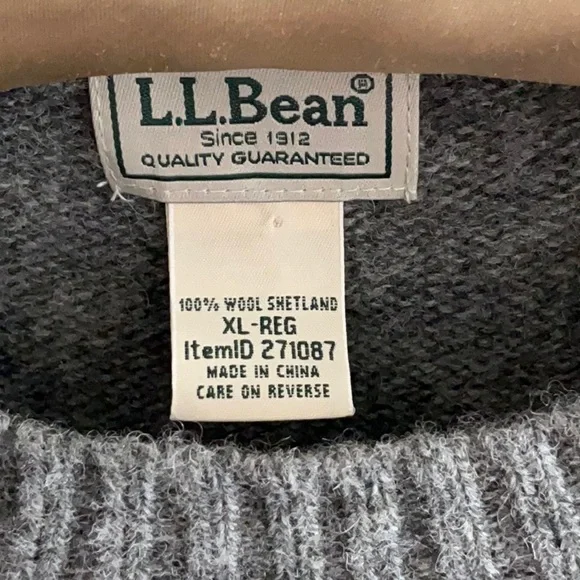 L.L.Bean®
Since 1912
QUALITY GUARANTEED
100% WOOL SHETLAND
XL-REG
ItemID 271087
MADE IN CHINA
CARE ON REVERSE